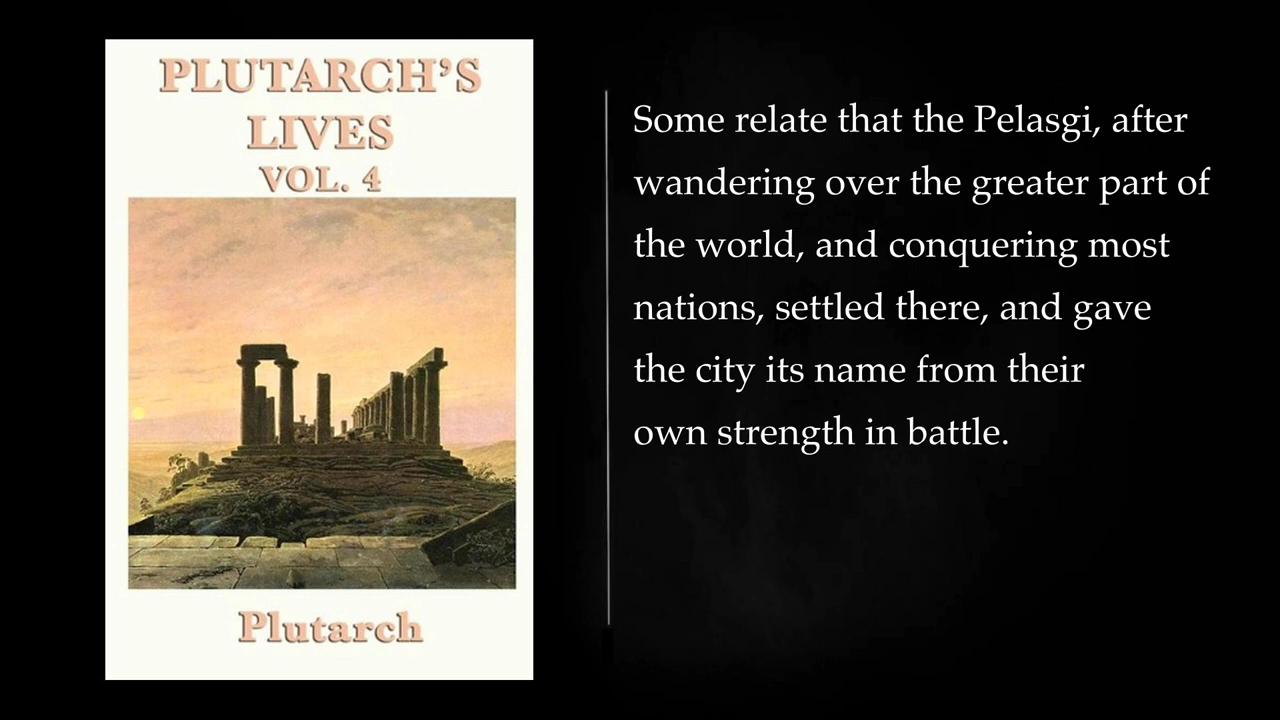 PLUTARCH'S
LIVES
VOL. 4
Plutarch
Some relate that the Pelasgi, after
wandering over the greater part of
the world, and conquering most
nations, settled there, and gave
the city its name from their
own strength in battle.